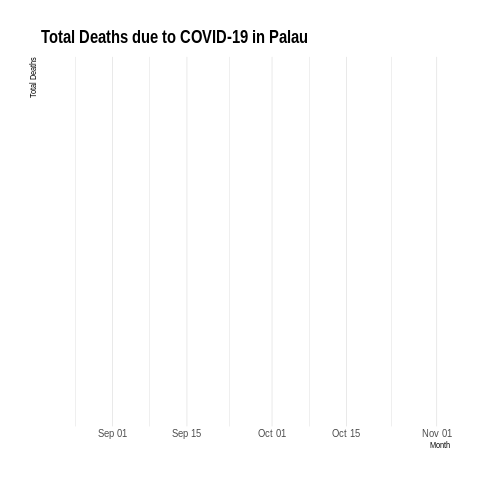 Total Deaths due to COVID-19 in Palau
Total Deaths
Sep 01 Sep 15 Oct 01 Oct 15 Nov 01
Month